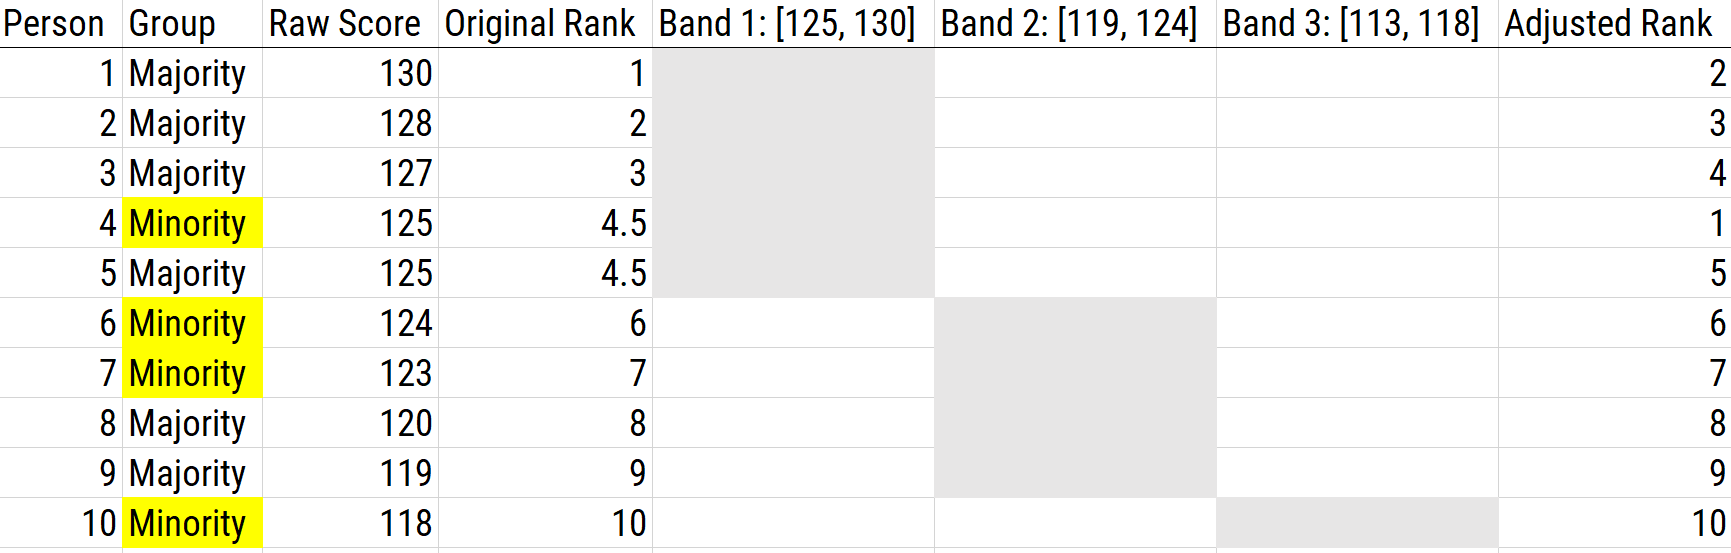 Person Group Raw Score Original Rank Band 1: [125, 130] Band 2: [119, 124] Band 3: [113, 118] Adjusted Rank
1 Majority 130 1 2
2 Majority 128 2 3
3 Majority 127 3 4
4 Minority 125 4.5 1
5 Majority 125 4.5 5
6 Minority 124 6 6
7 Minority 123 7 7
8 Majority 120 8 8
9 Majority 119 9 9
10 Minority 118 10 10